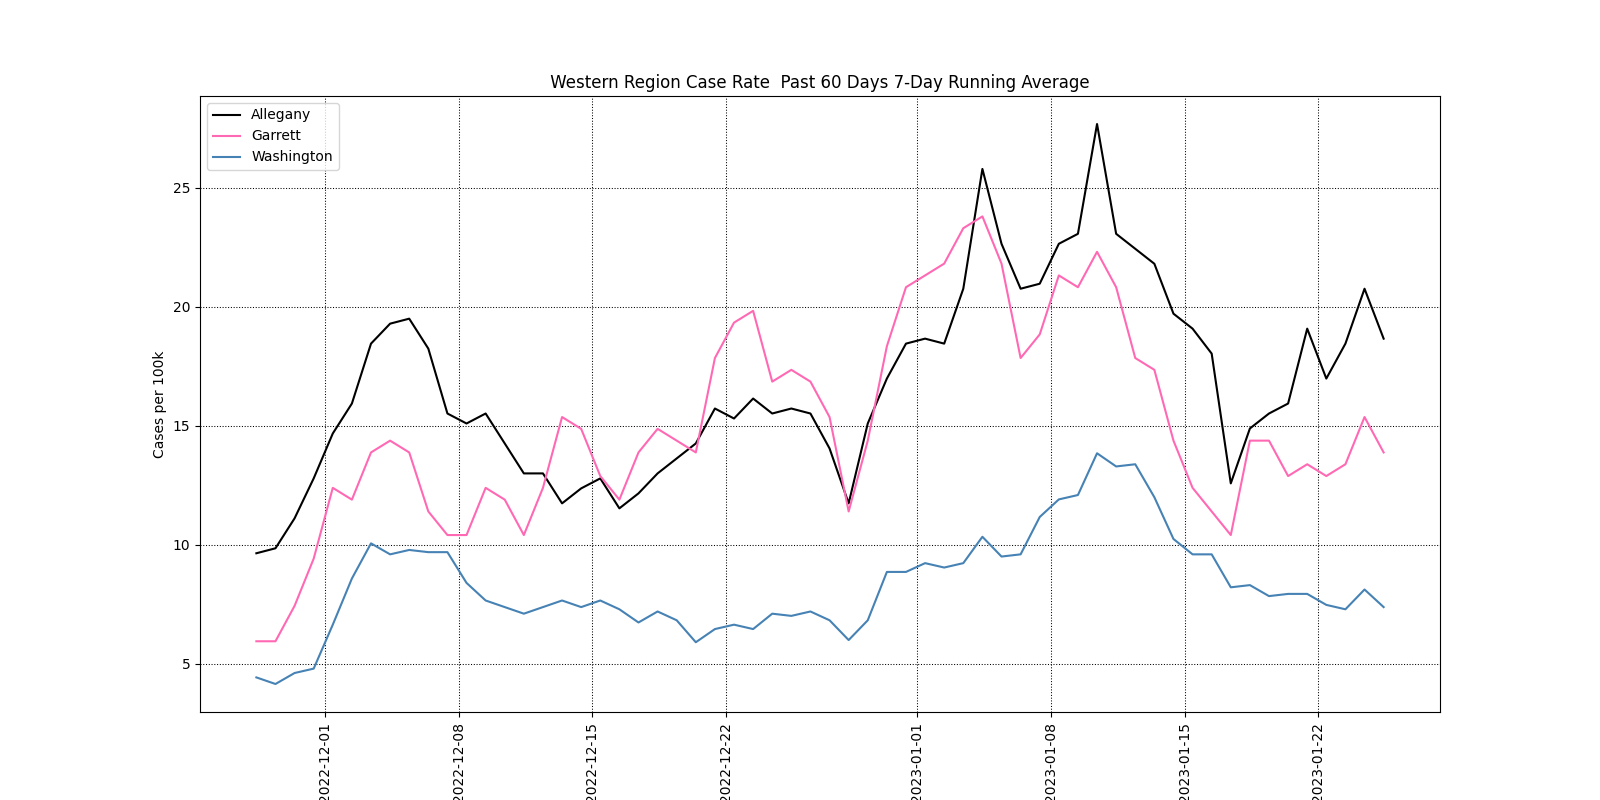 Western Region Case Rate  Past 60 Days 7-Day Running Average
Allegany
Garrett
Washington
Cases per 100k
25
20
15
10
5
2022-12-01
2022-12-08
2022-12-15
2022-12-22
2023-01-01
2023-01-08
2023-01-15
2023-01-22